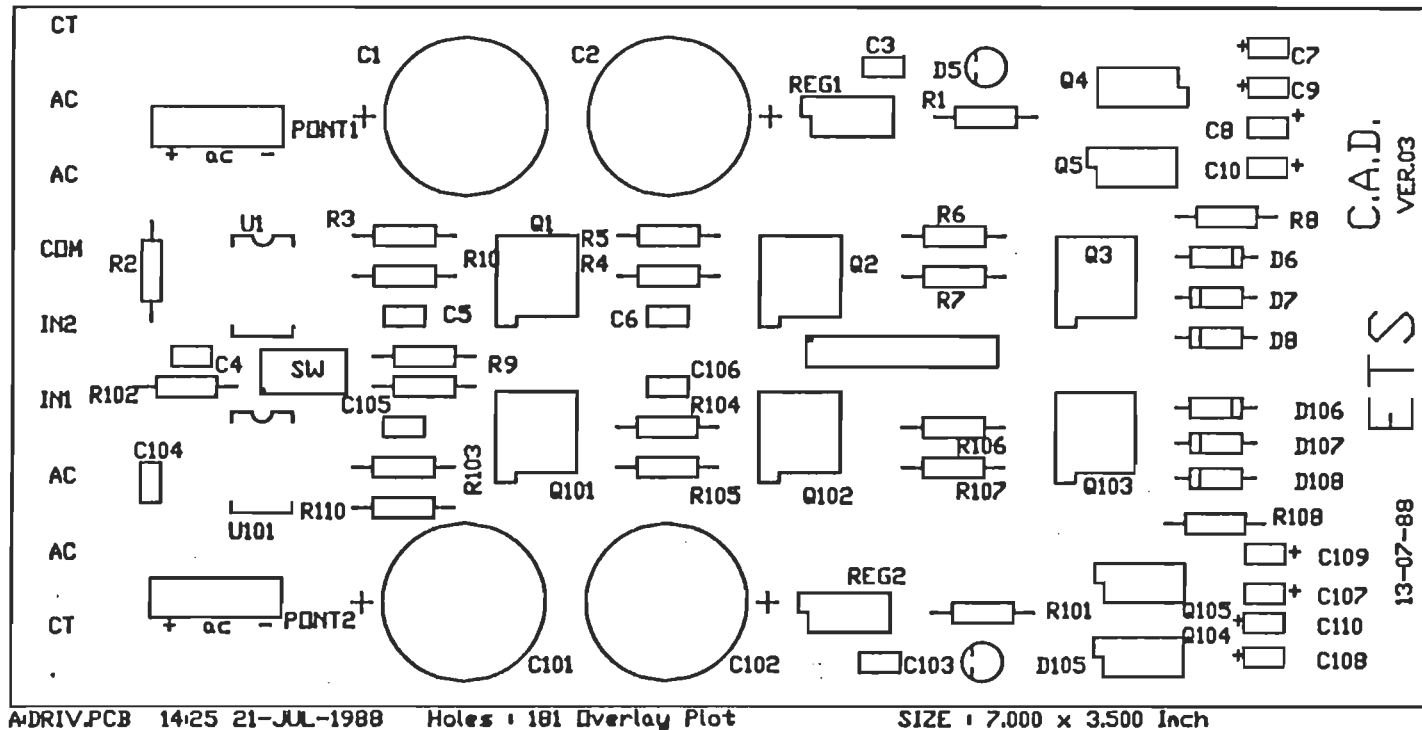 CT
C1
C2
C3
D5
Q4
+ C7
AC
PONT1
+
+
REG1
R1
+ C9
+ ac -
C8 +
AC
Q5
C10 +
C.A.D.
VER.03
U1
R3
Q1
R5
R6
R8
COM
R2
R10
R4
Q2
R7
Q3
D6
IN2
C5
C6
D7
C4
SW
R9
D8
ETS
IN1
R102
C105
C106
R104
D106
C104
R103
R106
D107
AC
Q101
R105
Q102
R107
Q103
D108
U101
R110
R108
AC
+ C109
REG2
13-07-88
PONT2
+
+
+ C107
+ ac -
R101
Q105
+ C110
CT
Q104
C101
C102
C103
D105
+ C108
A:DRIV.PCB 14:25 21-JUL-1988 Holes : 181 Overlay Plot SIZE : 7.000 x 3.500 Inch